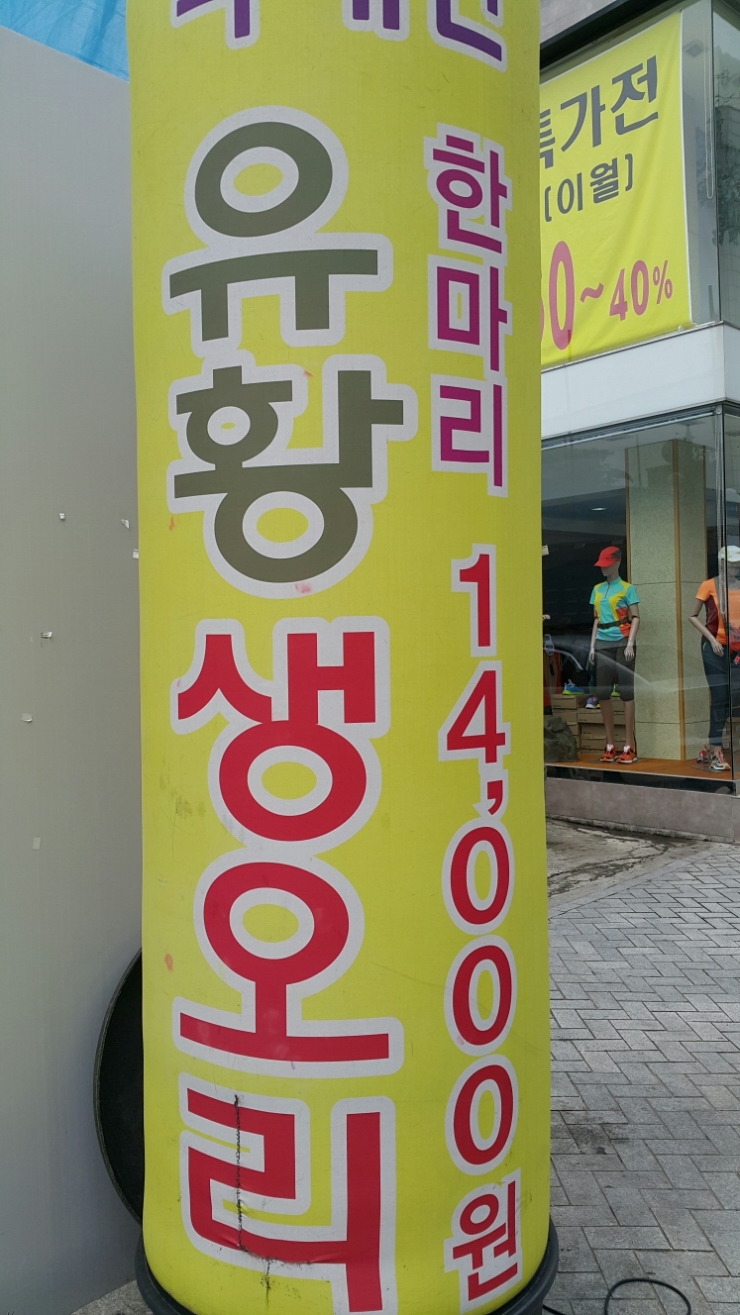 유황생오리
한마리 14,000원
특가전
[이월]
~40%